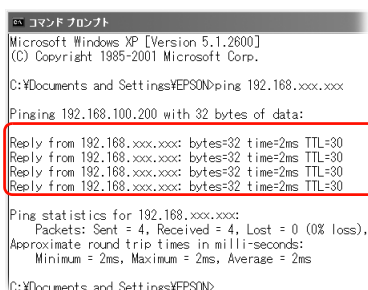 コマンド プロンプト
Microsoft Windows XP [Version 5.1.2600]
(C) Copyright 1985-2001 Microsoft Corp.
C:¥Documents and Settings¥EPSON>ping 192.168.xxx.xxx
Pinging 192.168.100.200 with 32 bytes of data:
Reply from 192.168.xxx.xxx: bytes=32 time=2ms TTL=30
Reply from 192.168.xxx.xxx: bytes=32 time=2ms TTL=30
Reply from 192.168.xxx.xxx: bytes=32 time=2ms TTL=30
Reply from 192.168.xxx.xxx: bytes=32 time=2ms TTL=30
Ping statistics for 192.168.xxx.xxx:
Packets: Sent = 4, Received = 4, Lost = 0 (0% loss),
Approximate round trip times in milli-seconds:
Minimum = 2ms, Maximum = 2ms, Average = 2ms
C:¥Documents and Settings¥EPSON>